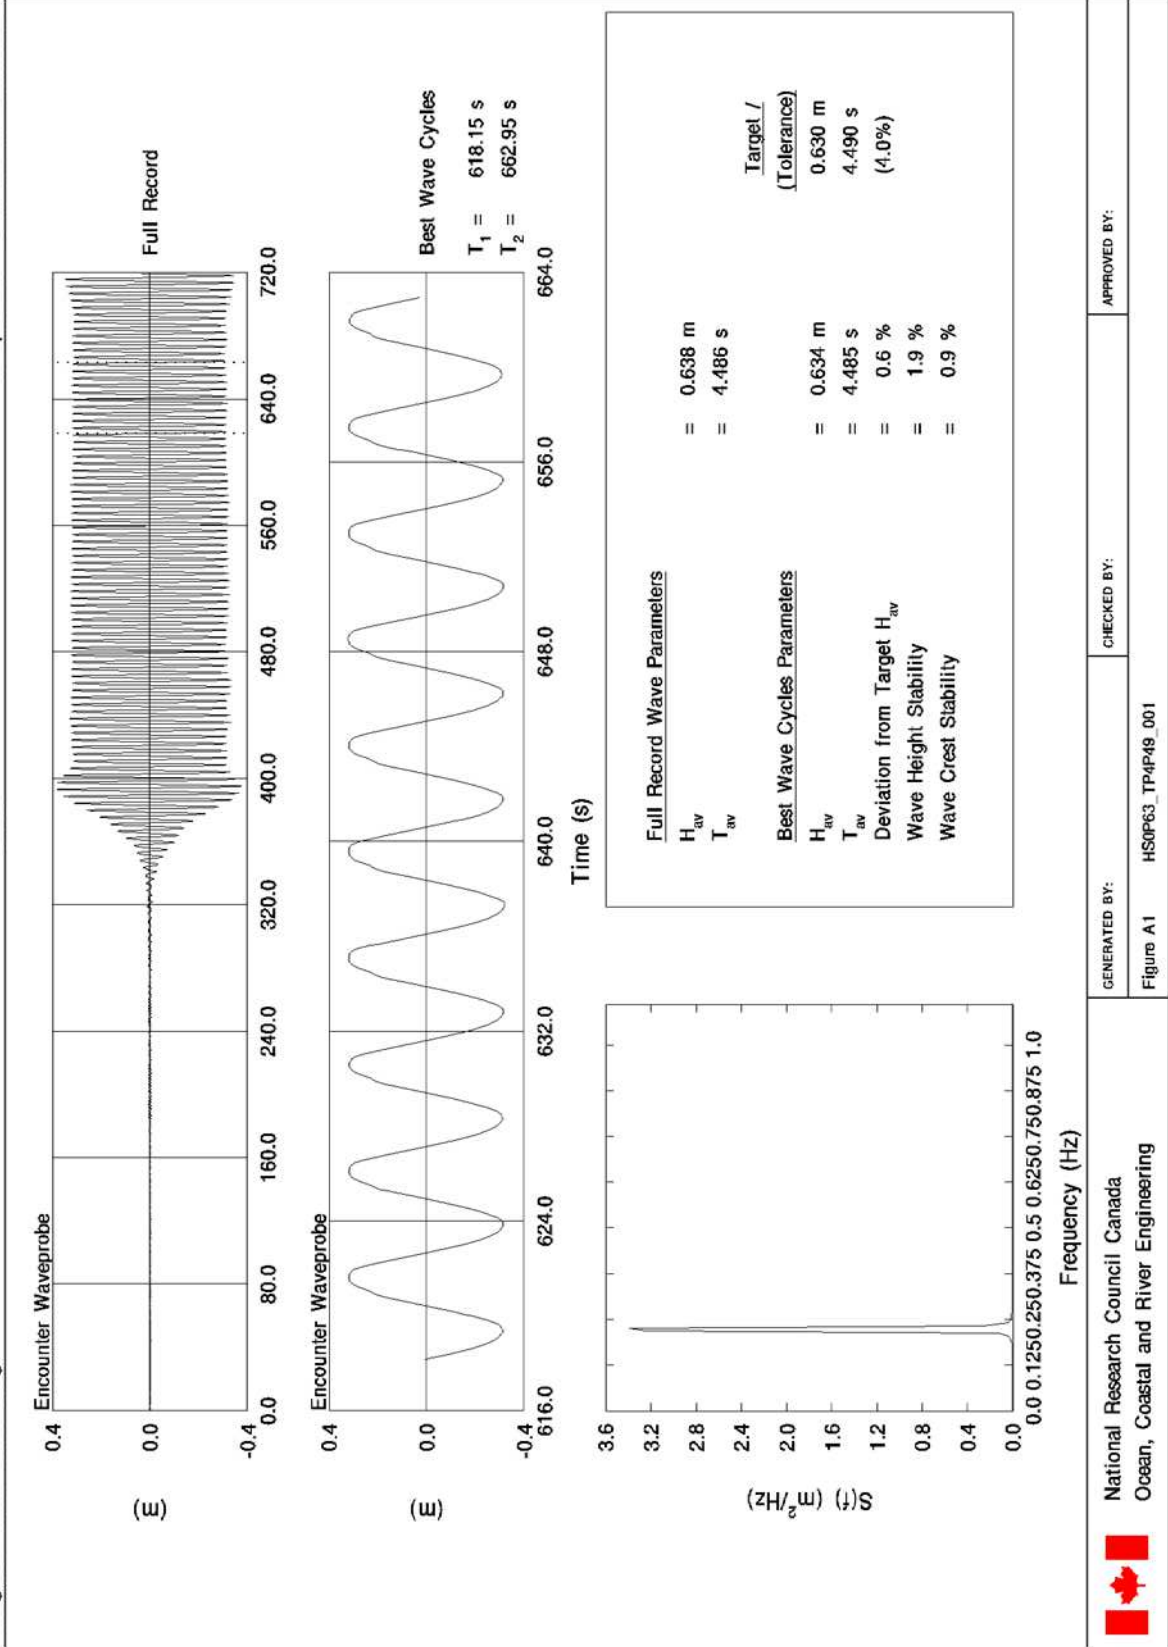 Encounter Waveprobe
0.4
0.0
-0.4
(m)
0.0 80.0 160.0 240.0 320.0 400.0 480.0 560.0 640.0 720.0
Full Record
Encounter Waveprobe
0.4
0.0
-0.4
(m)
616.0 624.0 632.0 640.0 648.0 656.0 664.0
Time (s)
Best Wave Cycles
T1 = 618.15 s
T2 = 662.95 s
3.6
3.2
2.8
2.4
2.0
1.6
1.2
0.8
0.4
0.0
S(f) (m²/Hz)
0.0 0.1250.250.375 0.5 0.6250.750.875 1.0
Frequency (Hz)
Full Record Wave Parameters
Hav = 0.638 m
Tav = 4.486 s
Target /
Best Wave Cycles Parameters (Tolerance)
Hav = 0.634 m 0.630 m
Tav = 4.485 s 4.490 s
Deviation from Target Hav = 0.6 % (4.0%)
Wave Height Stability = 1.9 %
Wave Crest Stability = 0.9 %
National Research Council Canada
Ocean, Coastal and River Engineering
GENERATED BY:
CHECKED BY:
APPROVED BY:
Figure A1 HS0P63_TP4P49_001